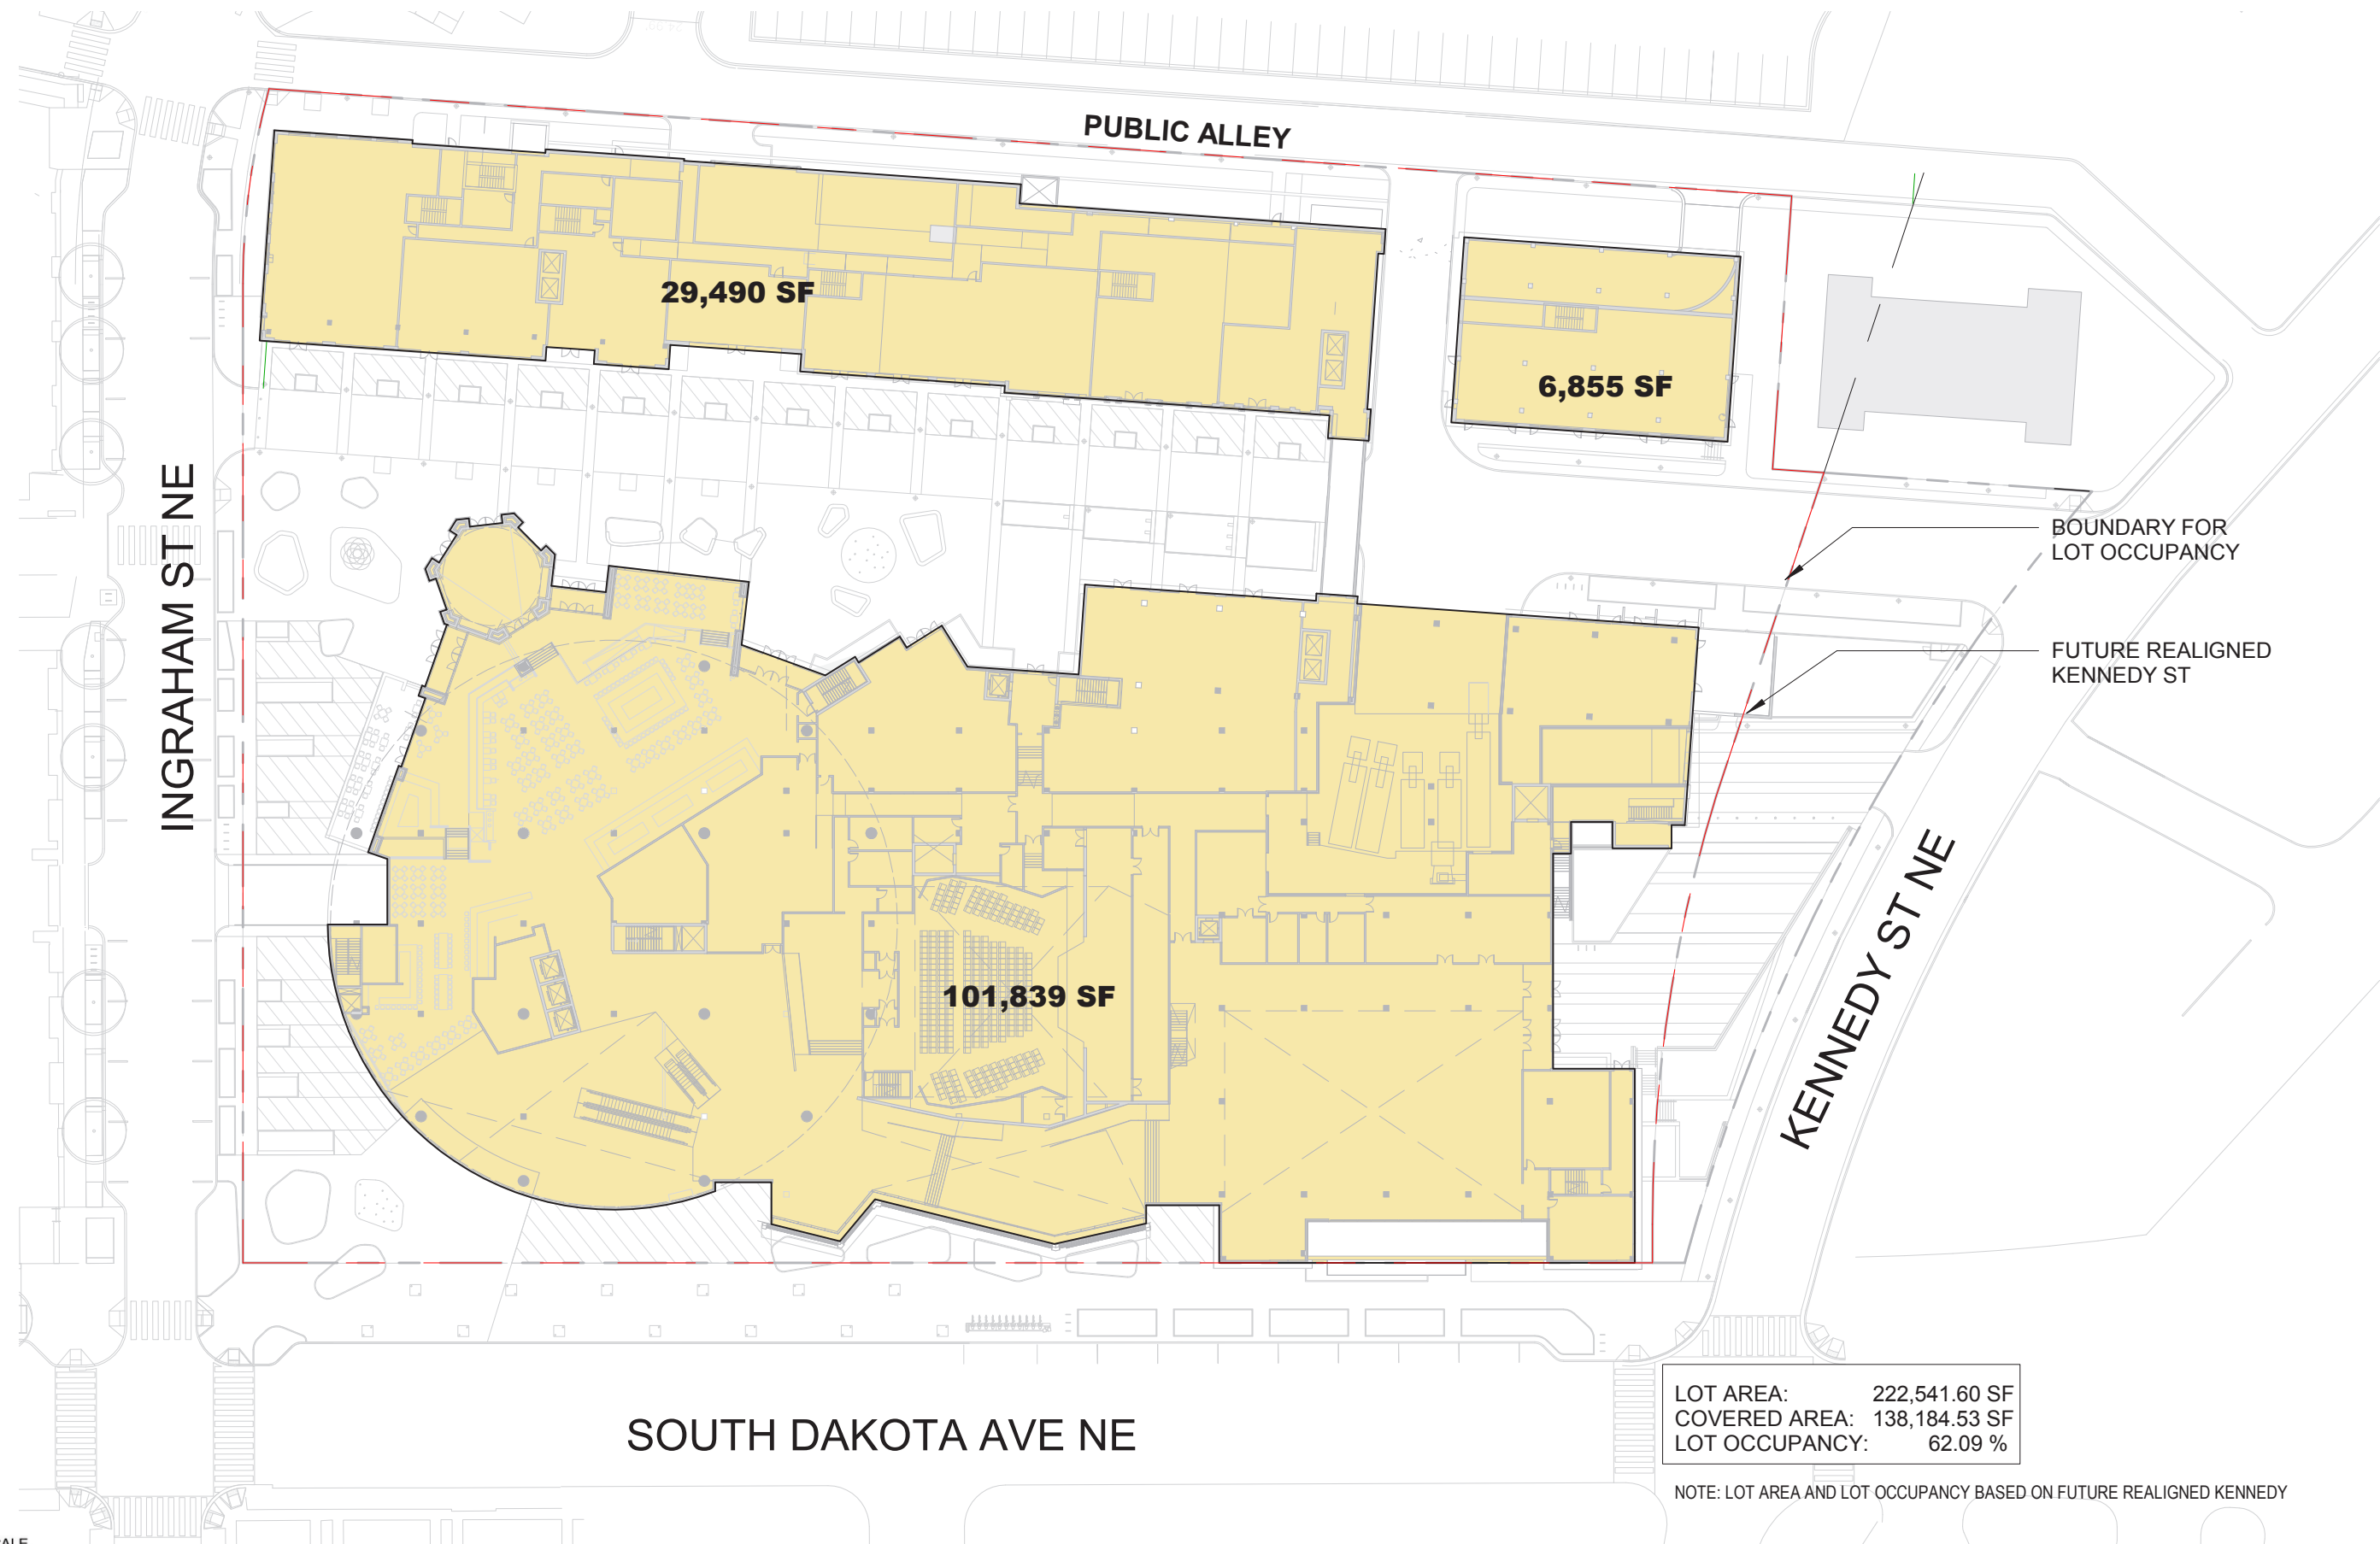 PUBLIC ALLEY
29,490 SF
6,855 SF
INGRAHAM ST NE
BOUNDARY FOR
LOT OCCUPANCY
FUTURE REALIGNED
KENNEDY ST
101,839 SF
KENNEDY ST NE
SOUTH DAKOTA AVE NE
LOT AREA: 222,541.60 SF
COVERED AREA: 138,184.53 SF
LOT OCCUPANCY: 62.09 %
NOTE: LOT AREA AND LOT OCCUPANCY BASED ON FUTURE REALIGNED KENNEDY